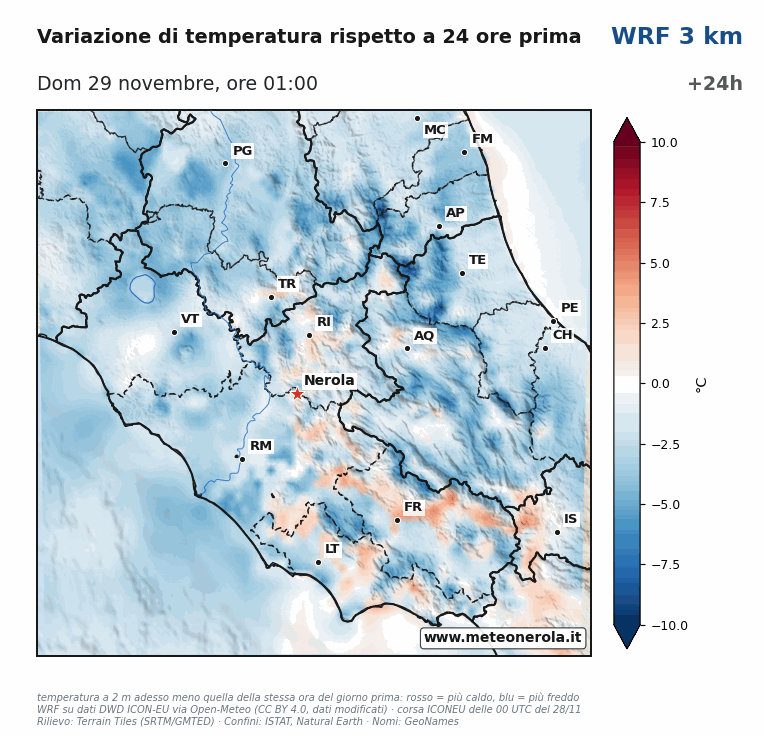 Variazione di temperatura rispetto a 24 ore prima
WRF 3 km
Dom 29 novembre, ore 01:00
+24h
MC
FM
PG
AP
TE
TR
PE
VT
RI
CH
AQ
Nerola
RM
FR
IS
LT
www.meteonerola.it
10.0
7.5
5.0
2.5
0.0
−2.5
−5.0
−7.5
−10.0
°C
temperatura a 2 m adesso meno quella della stessa ora del giorno prima: rosso = più caldo, blu = più freddo
WRF su dati DWD ICON-EU via Open-Meteo (CC BY 4.0, dati modificati) · corsa ICONEU delle 00 UTC del 28/11
Rilievo: Terrain Tiles (SRTM/GMTED) · Confini: ISTAT, Natural Earth · Nomi: GeoNames